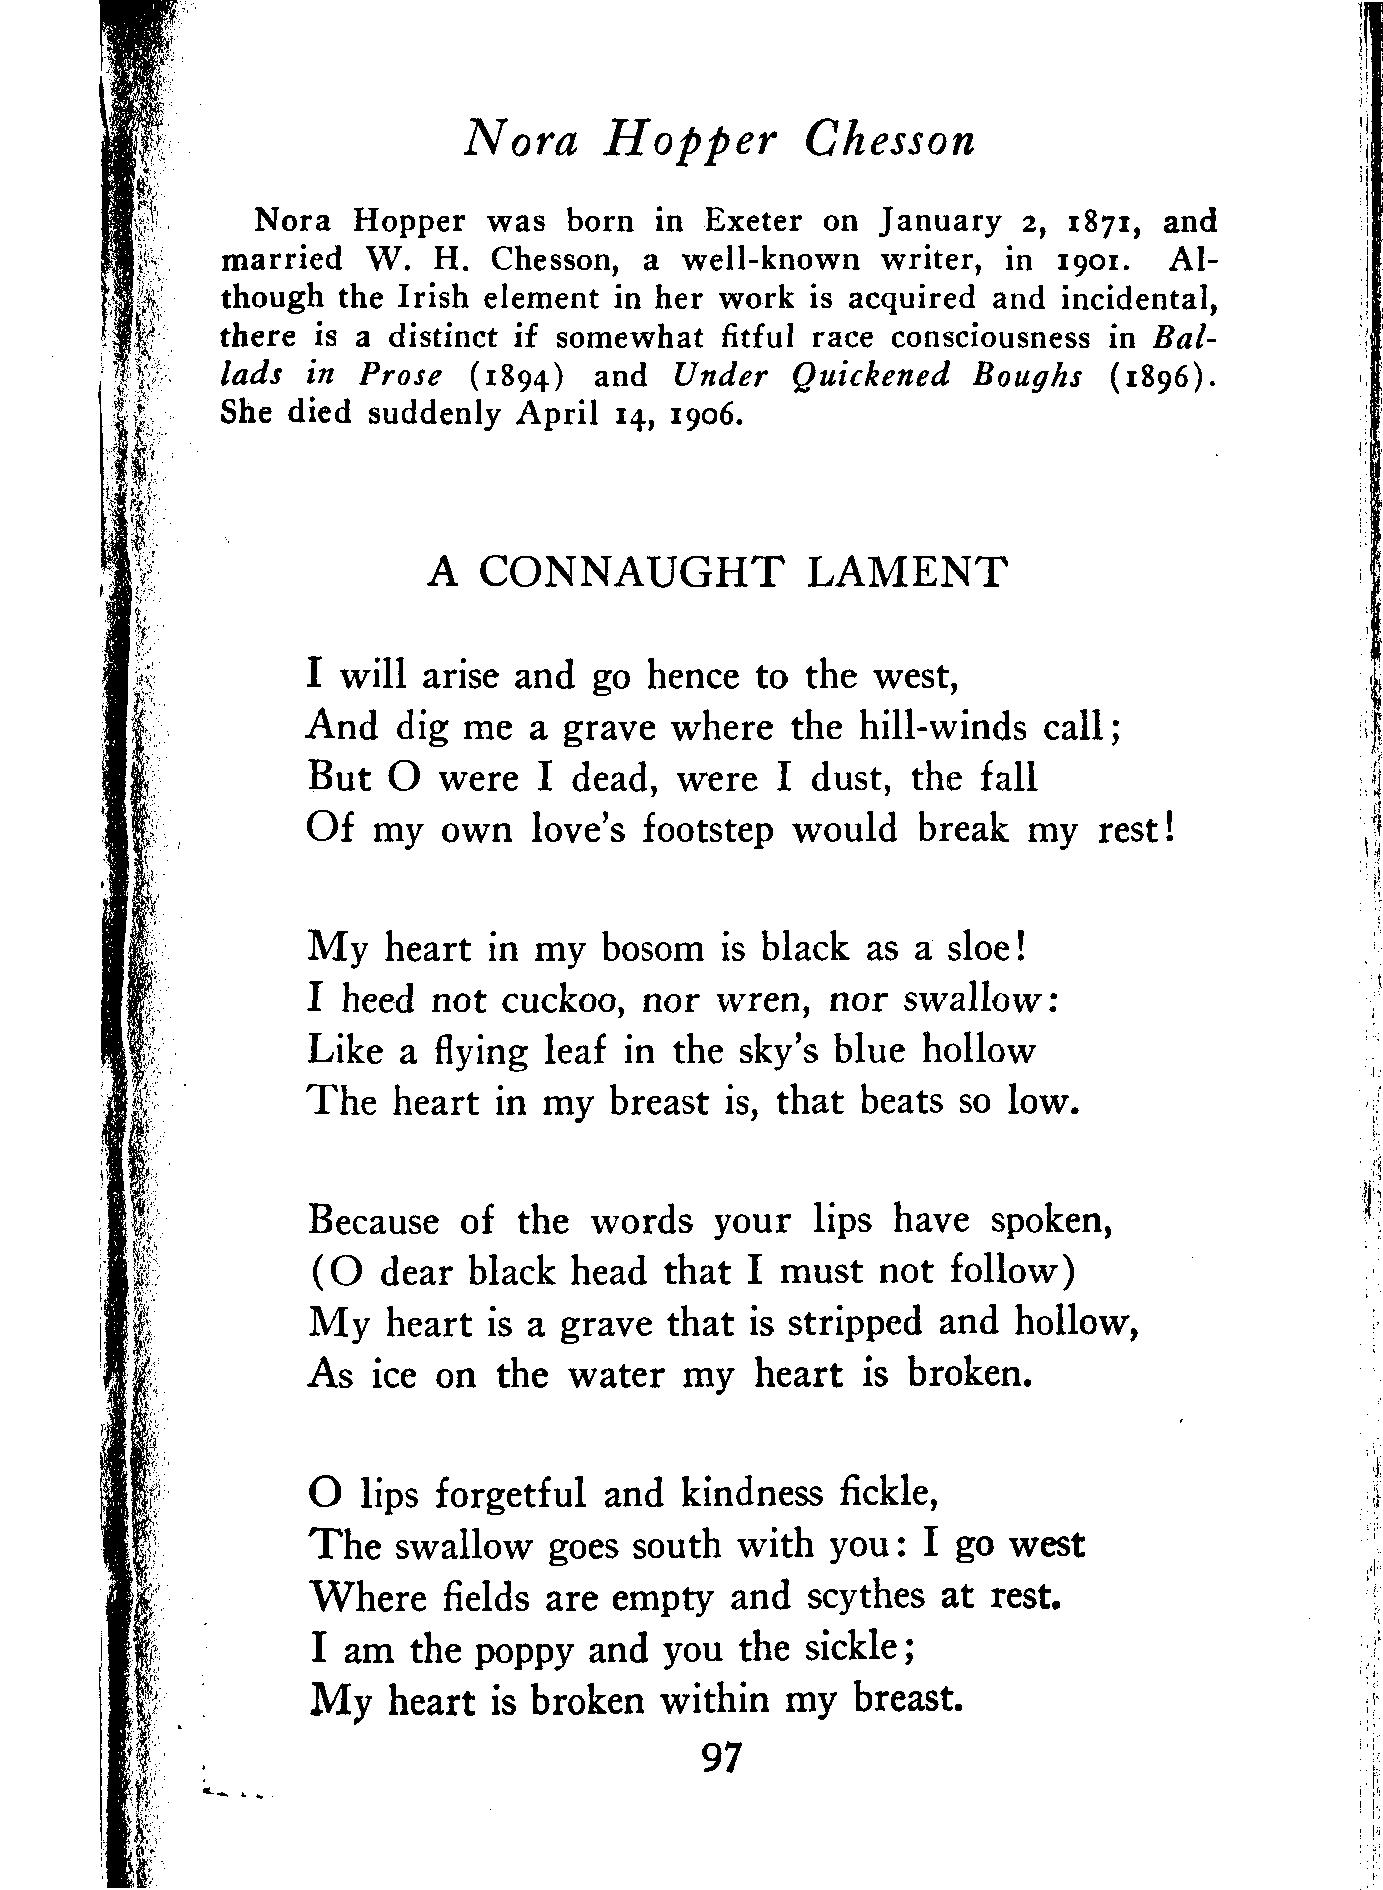 Nora Hopper Chesson
Nora Hopper was born in Exeter on January 2, 1871, and
married W. H. Chesson, a well-known writer, in 1901. Al-
though the Irish element in her work is acquired and incidental,
there is a distinct if somewhat fitful race consciousness in Bal-
lads in Prose (1894) and Under Quickened Boughs (1896).
She died suddenly April 14, 1906.
A CONNAUGHT LAMENT
I will arise and go hence to the west,
And dig me a grave where the hill-winds call;
But O were I dead, were I dust, the fall
Of my own love's footstep would break my rest!
My heart in my bosom is black as a sloe!
I heed not cuckoo, nor wren, nor swallow:
Like a flying leaf in the sky's blue hollow
The heart in my breast is, that beats so low.
Because of the words your lips have spoken,
(O dear black head that I must not follow)
My heart is a grave that is stripped and hollow,
As ice on the water my heart is broken.
O lips forgetful and kindness fickle,
The swallow goes south with you: I go west
Where fields are empty and scythes at rest.
I am the poppy and you the sickle;
My heart is broken within my breast.
97